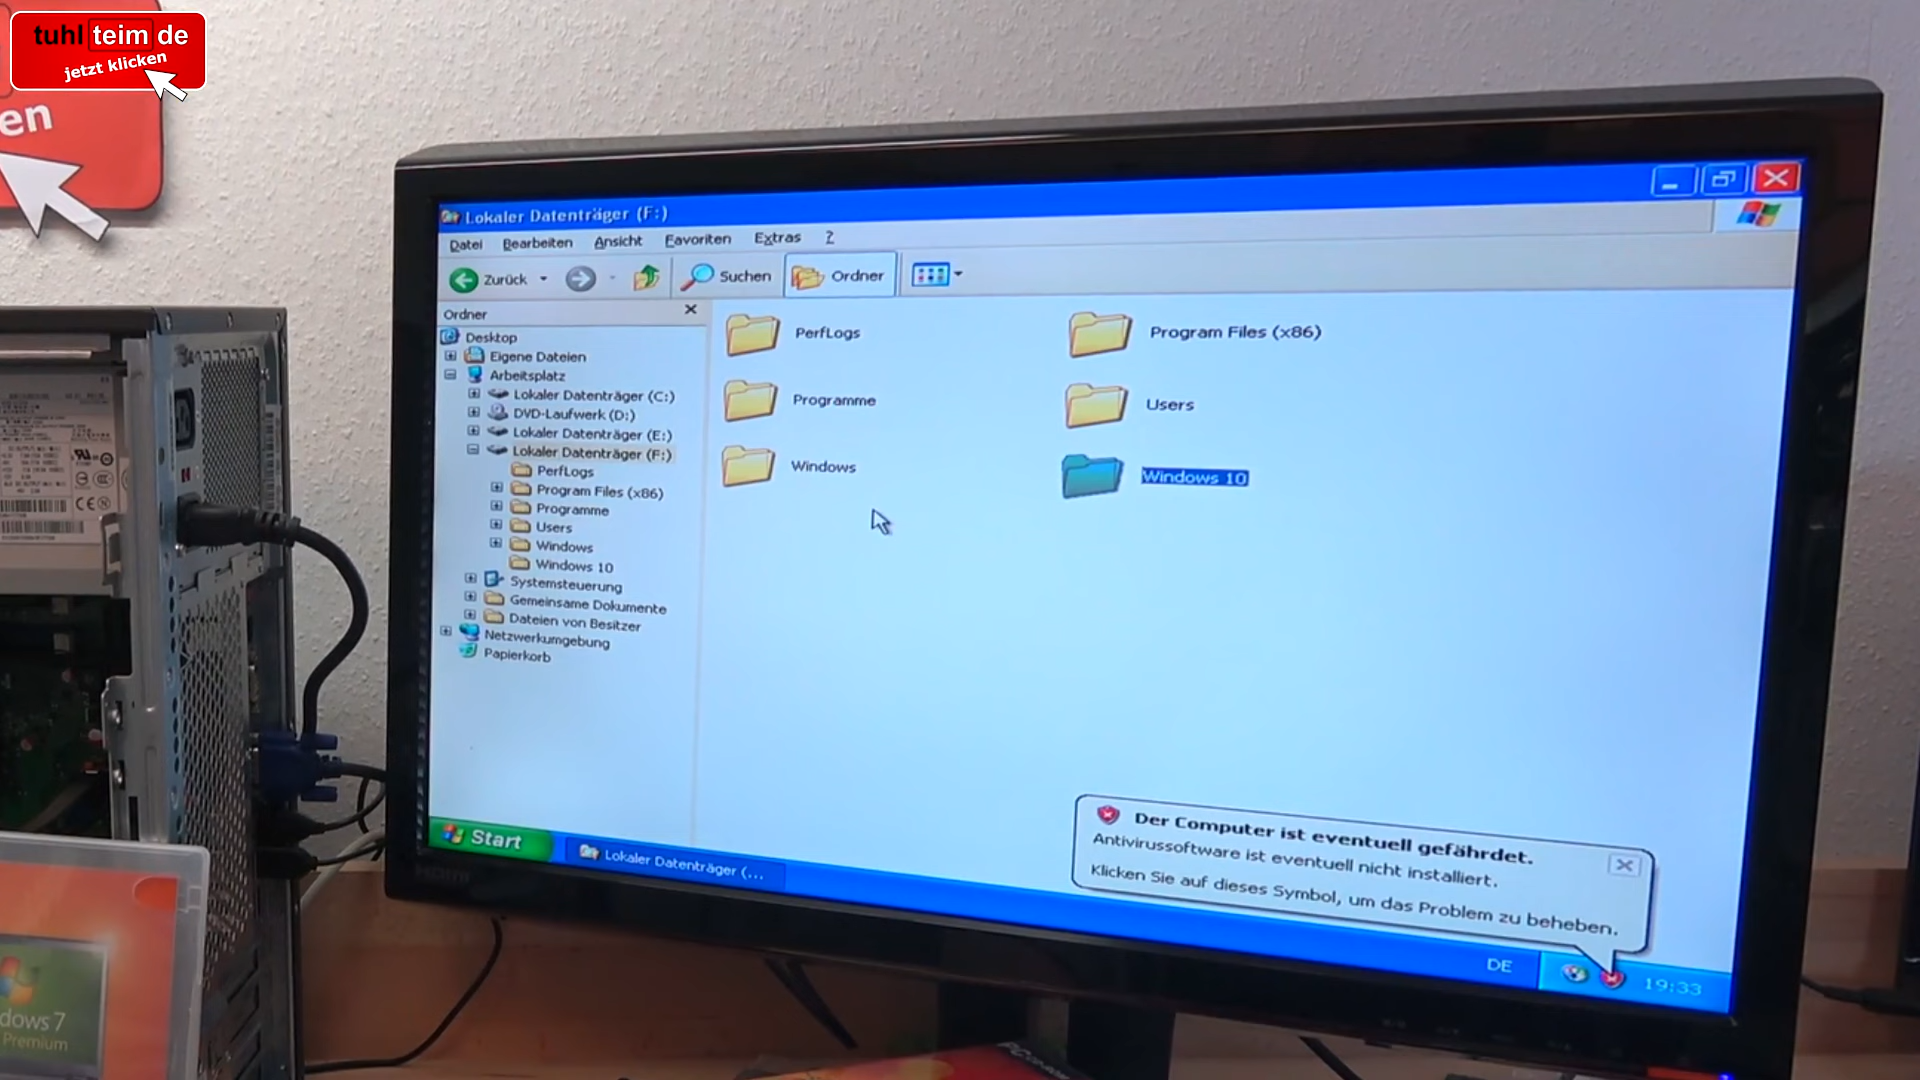 tuhl teim de
jetzt klicken
en
Lokaler Datenträger (F:)
Datei Bearbeiten Ansicht Favoriten Extras ?
Zurück Suchen Ordner
Ordner
Desktop
Eigene Dateien
Arbeitsplatz
Lokaler Datenträger (C:)
DVD-Laufwerk (D:)
Lokaler Datenträger (E:)
Lokaler Datenträger (F:)
PerfLogs
Program Files (x86)
Programme
Users
Windows
Windows 10
Systemsteuerung
Gemeinsame Dokumente
Dateien von Besitzer
Netzwerkumgebung
Papierkorb
PerfLogs
Program Files (x86)
Programme
Users
Windows
Windows 10
Der Computer ist eventuell gefährdet.
Antivirussoftware ist eventuell nicht installiert.
Klicken Sie auf dieses Symbol, um das Problem zu beheben.
Start
Lokaler Datenträger (...
DE
19:33
dows 7
Premium